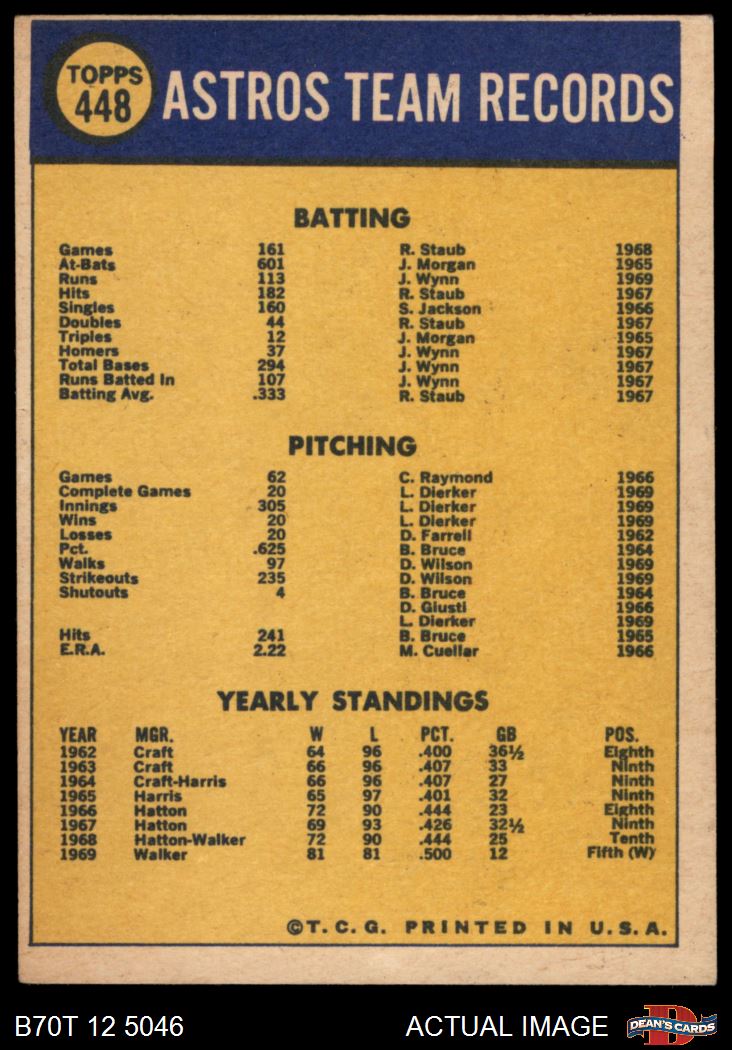 TOPPS
448
ASTROS TEAM RECORDS
BATTING
Games 161 R. Staub 1968
At-Bats 601 J. Morgan 1965
Runs 113 J. Wynn 1969
Hits 182 R. Staub 1967
Singles 160 S. Jackson 1966
Doubles 44 R. Staub 1967
Triples 12 J. Morgan 1965
Homers 37 J. Wynn 1967
Total Bases 294 J. Wynn 1967
Runs Batted In 107 J. Wynn 1967
Batting Avg. .333 R. Staub 1967
PITCHING
Games 62 C. Raymond 1966
Complete Games 20 L. Dierker 1969
Innings 305 L. Dierker 1969
Wins 20 L. Dierker 1969
Losses 20 D. Farrell 1962
Pct. .625 B. Bruce 1964
Walks 97 D. Wilson 1969
Strikeouts 235 D. Wilson 1969
Shutouts 4 B. Bruce 1964
D. Giusti 1966
L. Dierker 1969
Hits 241 B. Bruce 1965
E.R.A. 2.22 M. Cuellar 1966
YEARLY STANDINGS
YEAR MGR. W L PCT. GB POS.
1962 Craft 64 96 .400 36½ Eighth
1963 Craft 66 96 .407 33 Ninth
1964 Craft-Harris 66 96 .407 27 Ninth
1965 Harris 65 97 .401 32 Ninth
1966 Hatton 72 90 .444 23 Eighth
1967 Hatton 69 93 .426 32½ Ninth
1968 Hatton-Walker 72 90 .444 25 Tenth
1969 Walker 81 81 .500 12 Fifth (W)
©T. C. G. PRINTED IN U. S. A.
B70T 12 5046 ACTUAL IMAGE D DEAN'S CARDS